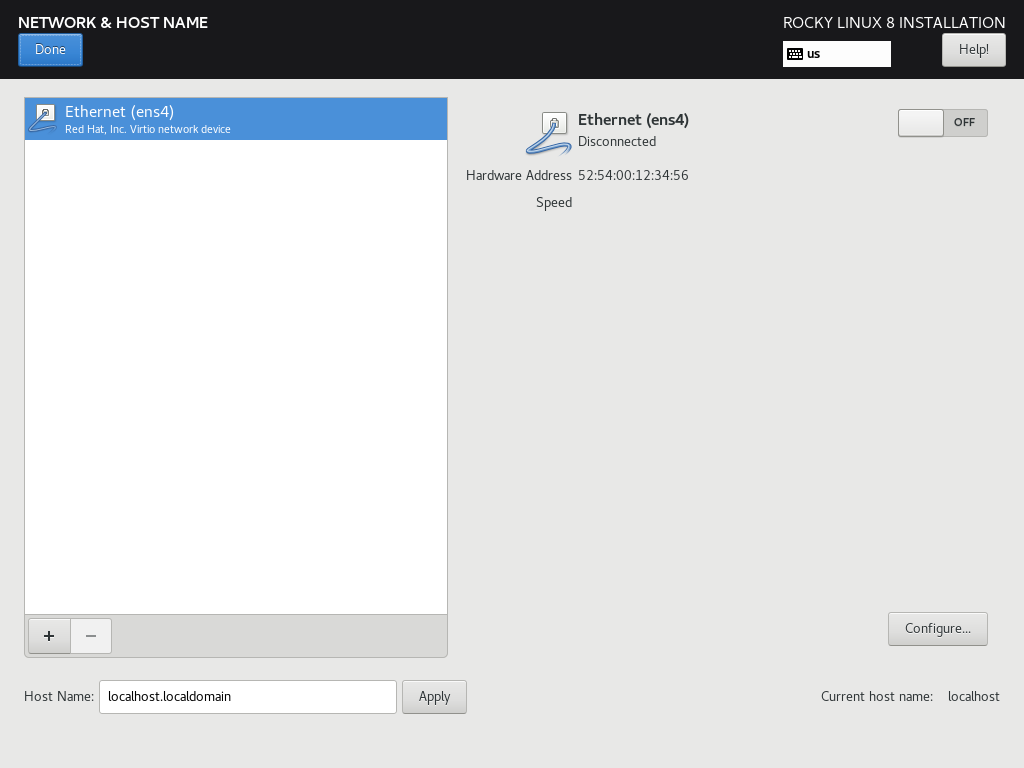 NETWORK & HOST NAME
ROCKY LINUX 8 INSTALLATION
Done
us
Help!
Ethernet (ens4)
Red Hat, Inc. Virtio network device
Ethernet (ens4)
Disconnected
OFF
Hardware Address 52:54:00:12:34:56
Speed
+ −
Configure...
Host Name: localhost.localdomain Apply
Current host name: localhost